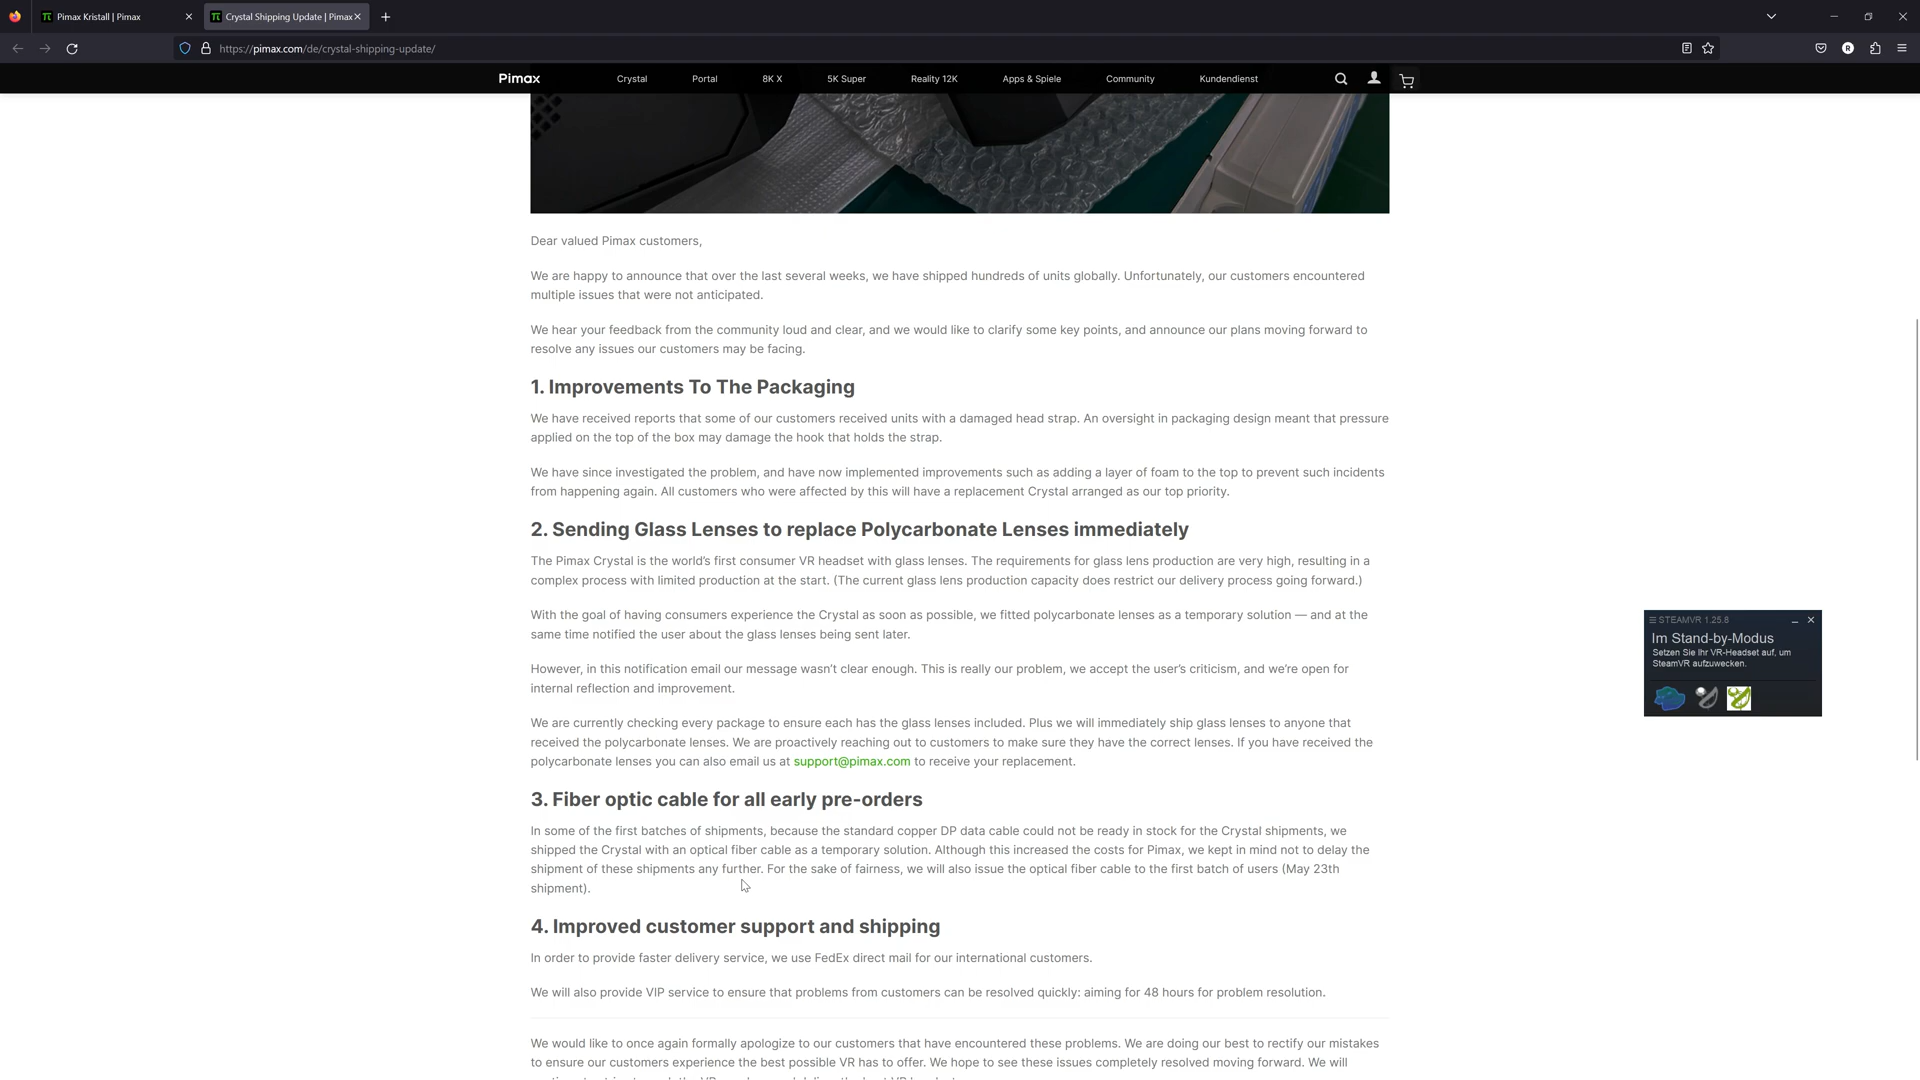 Pimax Kristall | Pimax
Crystal Shipping Update | Pimax
https://pimax.com/de/crystal-shipping-update/
Pimax Crystal Portal 8K X 5K Super Reality 12K Apps & Spiele Community Kundendienst
Dear valued Pimax customers,
We are happy to announce that over the last several weeks, we have shipped hundreds of units globally. Unfortunately, our customers encountered
multiple issues that were not anticipated.
We hear your feedback from the community loud and clear, and we would like to clarify some key points, and announce our plans moving forward to
resolve any issues our customers may be facing.
1. Improvements To The Packaging
We have received reports that some of our customers received units with a damaged head strap. An oversight in packaging design meant that pressure
applied on the top of the box may damage the hook that holds the strap.
We have since investigated the problem, and have now implemented improvements such as adding a layer of foam to the top to prevent such incidents
from happening again. All customers who were affected by this will have a replacement Crystal arranged as our top priority.
2. Sending Glass Lenses to replace Polycarbonate Lenses immediately
The Pimax Crystal is the world's first consumer VR headset with glass lenses. The requirements for glass lens production are very high, resulting in a
complex process with limited production at the start. (The current glass lens production capacity does restrict our delivery process going forward.)
With the goal of having consumers experience the Crystal as soon as possible, we fitted polycarbonate lenses as a temporary solution — and at the
same time notified the user about the glass lenses being sent later.
However, in this notification email our message wasn't clear enough. This is really our problem, we accept the user's criticism, and we're open for
internal reflection and improvement.
We are currently checking every package to ensure each has the glass lenses included. Plus we will immediately ship glass lenses to anyone that
received the polycarbonate lenses. We are proactively reaching out to customers to make sure they have the correct lenses. If you have received the
polycarbonate lenses you can also email us at support@pimax.com to receive your replacement.
3. Fiber optic cable for all early pre-orders
In some of the first batches of shipments, because the standard copper DP data cable could not be ready in stock for the Crystal shipments, we
shipped the Crystal with an optical fiber cable as a temporary solution. Although this increased the costs for Pimax, we kept in mind not to delay the
shipment of these shipments any further. For the sake of fairness, we will also issue the optical fiber cable to the first batch of users (May 23th
shipment).
4. Improved customer support and shipping
In order to provide faster delivery service, we use FedEx direct mail for our international customers.
We will also provide VIP service to ensure that problems from customers can be resolved quickly: aiming for 48 hours for problem resolution.
We would like to once again formally apologize to our customers that have encountered these problems. We are doing our best to rectify our mistakes
to ensure our customers experience the best possible VR has to offer. We hope to see these issues completely resolved moving forward. We will
STEAMVR 1.25.8
Im Stand-by-Modus
Setzen Sie Ihr VR-Headset auf, um
SteamVR aufzuwecken.